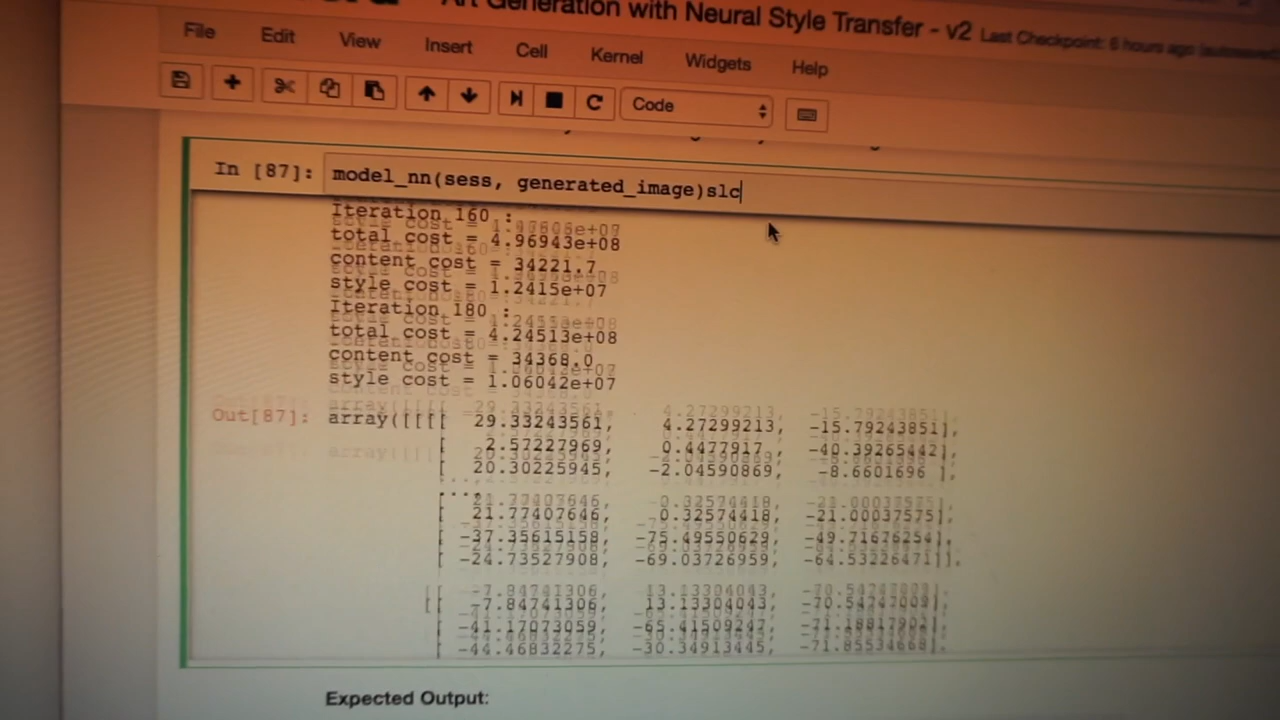 Art Generation with Neural Style Transfer - v2 Last Checkpoint: 6 hours ago
File Edit View Insert Cell Kernel Widgets Help
Code
In [87]: model_nn(sess, generated_image)slc
Iteration 160 :
total cost = 4.96943e+08
content cost = 34221.7
style cost = 1.2415e+07
Iteration 180 :
total cost = 4.24513e+08
content cost = 34368.0
style cost = 1.06042e+07
Out[87]: array([[[[ 29.33243561, 4.27299213, -15.79243851],
[ 2.57227969, 0.4477917 , -40.39265442],
[ 20.30225945, -2.04590869, -8.6601696 ],
...,
[ 21.77407646, 0.32574418, -21.00037575],
[ -37.35615158, -75.49550629, -49.71676254],
[ -24.73527908, -69.03726959, -64.53226471]],
[[ -7.84741306, 13.13304043, -70.54747009],
[ -41.17073059, -65.41509247, -71.18817902],
[ -44.46832275, -30.34913445, -71.85534668],
Expected Output: